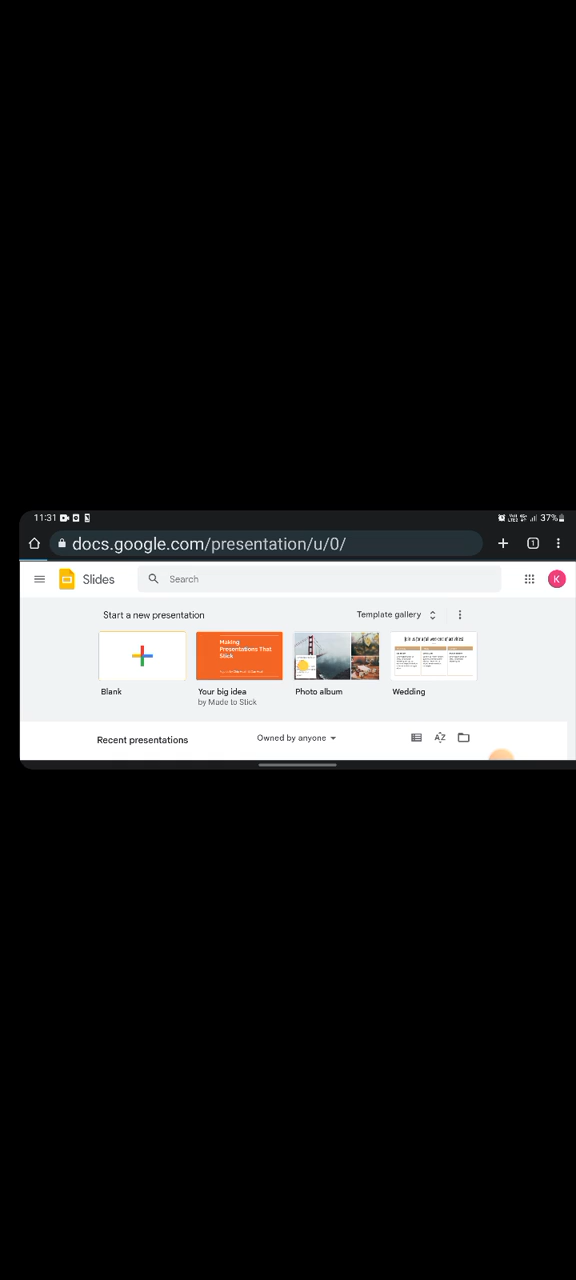 11:31 37%
docs.google.com/presentation/u/0/ 1
Slides Search K
Start a new presentation Template gallery
Making
Presentations That
Stick
Blank
Your big idea
by Made to Stick
Photo album
Wedding
Recent presentations Owned by anyone AZ